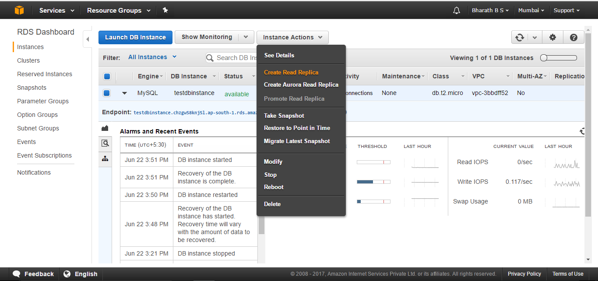 Services Resource Groups Bharath B S Mumbai Support
RDS Dashboard
Instances
Clusters
Reserved Instances
Snapshots
Parameter Groups
Option Groups
Subnet Groups
Events
Event Subscriptions
Notifications
Launch DB Instance Show Monitoring Instance Actions
Filter: All Instances Search DB Viewing 1 of 1 DB Instances
Engine DB Instance Status Maintenance Class VPC Multi-AZ Replication
MySQL testdbinstance available None db.t2.micro vpc-3bbdff52 No
Endpoint:
See Details
Create Read Replica
Create Aurora Read Replica
Promote Read Replica
Take Snapshot
Restore to Point in Time
Migrate Latest Snapshot
Modify
Stop
Reboot
Delete
Alarms and Recent Events
TIME (UTC+5:30) EVENT
Jun 22 3:51 PM DB instance started
Jun 22 3:51 PM Recovery of the DB
instance is complete.
Jun 22 3:50 PM DB instance restarted
Jun 22 3:48 PM Recovery of the DB
instance has started.
Recovery time will vary
with the amount of data to
be recovered.
Jun 22 3:21 PM DB instance stopped
THRESHOLD LAST HOUR CURRENT VALUE LAST HOUR
Read IOPS 0/sec
Write IOPS 0.117/sec
Swap Usage 0 MB
Feedback English © 2008 - 2017, Amazon Internet Services Private Ltd. or its affiliates. All rights reserved. Privacy Policy Terms of Use